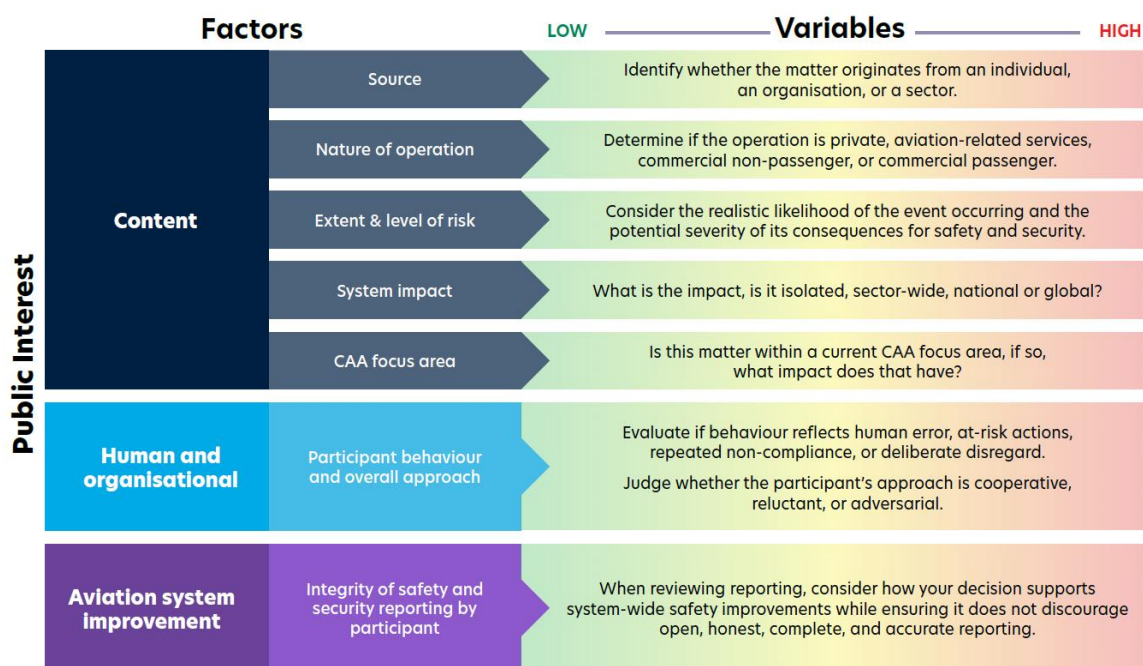 Factors
LOW
Variables
HIGH
Public Interest
Content
Source
Identify whether the matter originates from an individual,
an organisation, or a sector.
Nature of operation
Determine if the operation is private, aviation-related services,
commercial non-passenger, or commercial passenger.
Extent & level of risk
Consider the realistic likelihood of the event occurring and the
potential severity of its consequences for safety and security.
System impact
What is the impact, is it isolated, sector-wide, national or global?
CAA focus area
Is this matter within a current CAA focus area, if so,
what impact does that have?
Human and
organisational
Participant behaviour
and overall approach
Evaluate if behaviour reflects human error, at-risk actions,
repeated non-compliance, or deliberate disregard.
Judge whether the participant's approach is cooperative,
reluctant, or adversarial.
Aviation system
improvement
Integrity of safety and
security reporting by
participant
When reviewing reporting, consider how your decision supports
system-wide safety improvements while ensuring it does not discourage
open, honest, complete, and accurate reporting.